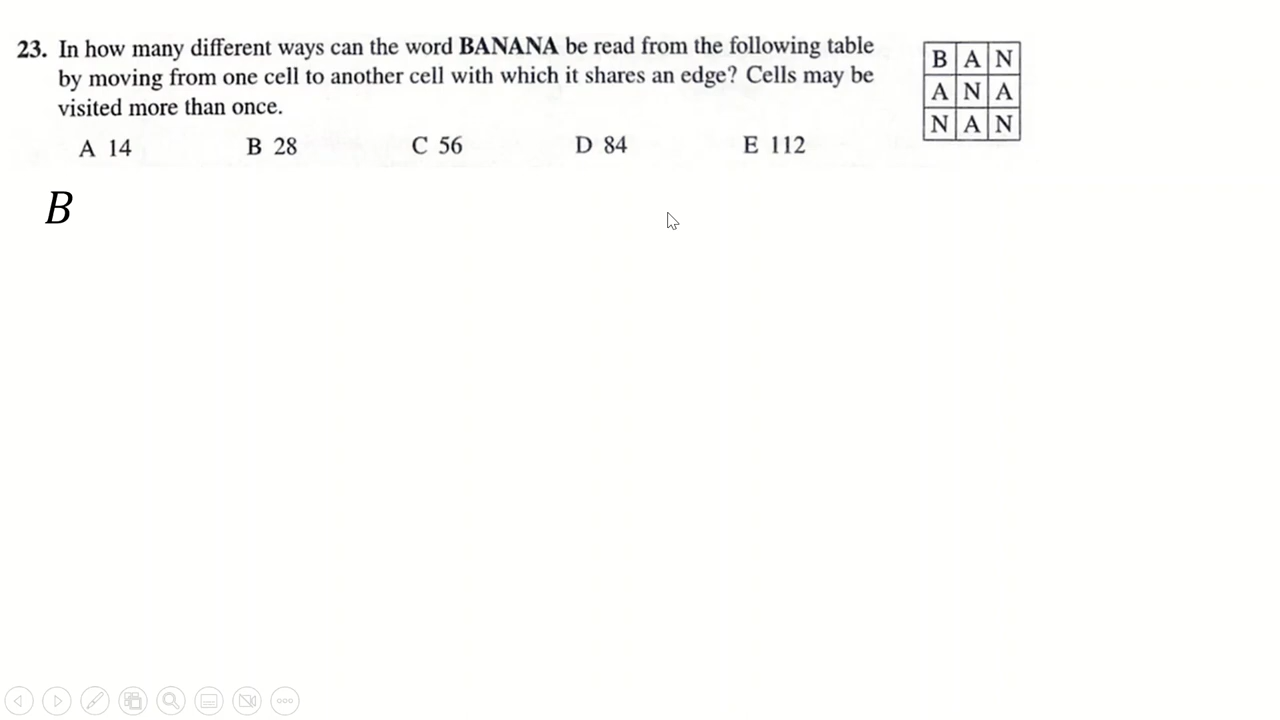 23. In how many different ways can the word BANANA be read from the following table
by moving from one cell to another cell with which it shares an edge? Cells may be
visited more than once.
A 14 B 28 C 56 D 84 E 112
B A N
A N A
N A N
B